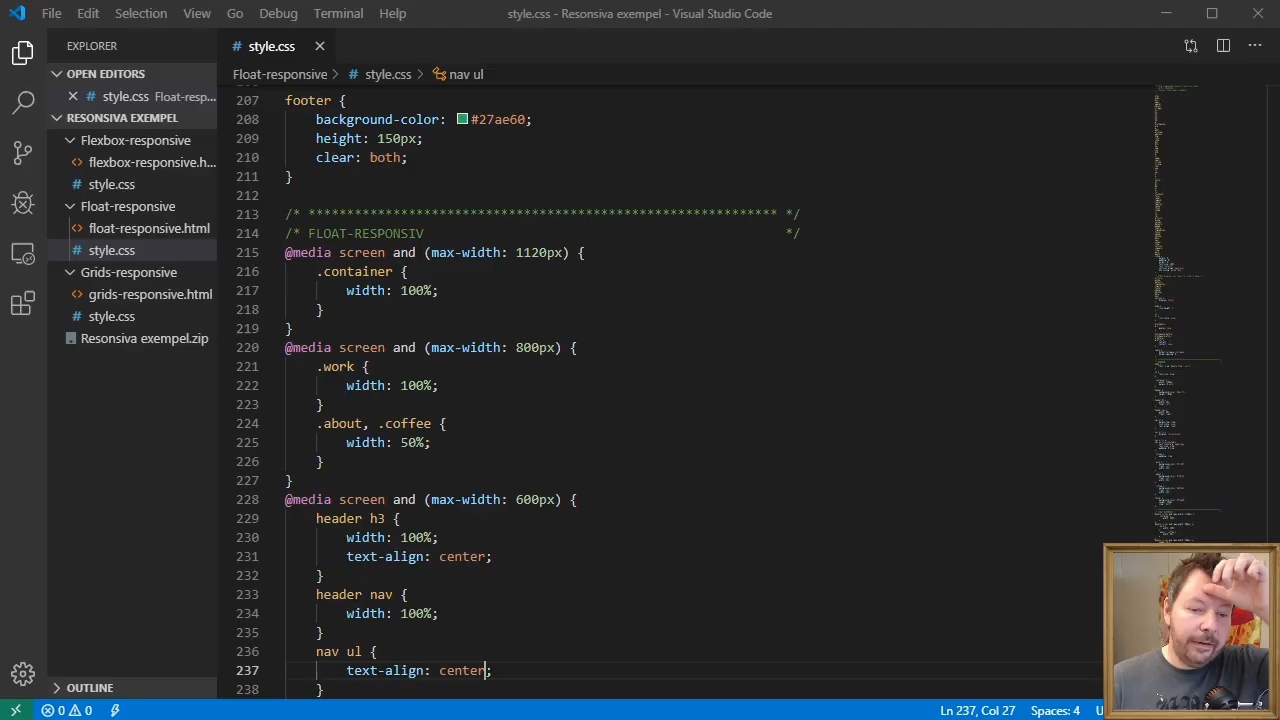 File Edit Selection View Go Debug Terminal Help
style.css - Resonsiva exempel - Visual Studio Code
EXPLORER
OPEN EDITORS
style.css Float-resp...
RESONSIVA EXEMPEL
Flexbox-responsive
flexbox-responsive.h...
style.css
Float-responsive
float-responsive.html
style.css
Grids-responsive
grids-responsive.html
style.css
Resonsiva exempel.zip
OUTLINE
style.css
Float-responsive > style.css > nav ul
207 footer {
208 background-color: #27ae60;
209 height: 150px;
210 clear: both;
211 }
212
213 /* ************************************************************* */
214 /* FLOAT-RESPONSIV */
215 @media screen and (max-width: 1120px) {
216 .container {
217 width: 100%;
218 }
219 }
220 @media screen and (max-width: 800px) {
221 .work {
222 width: 100%;
223 }
224 .about, .coffee {
225 width: 50%;
226 }
227 }
228 @media screen and (max-width: 600px) {
229 header h3 {
230 width: 100%;
231 text-align: center;
232 }
233 header nav {
234 width: 100%;
235 }
236 nav ul {
237 text-align: center;
238 }
0 0
Ln 237, Col 27 Spaces: 4